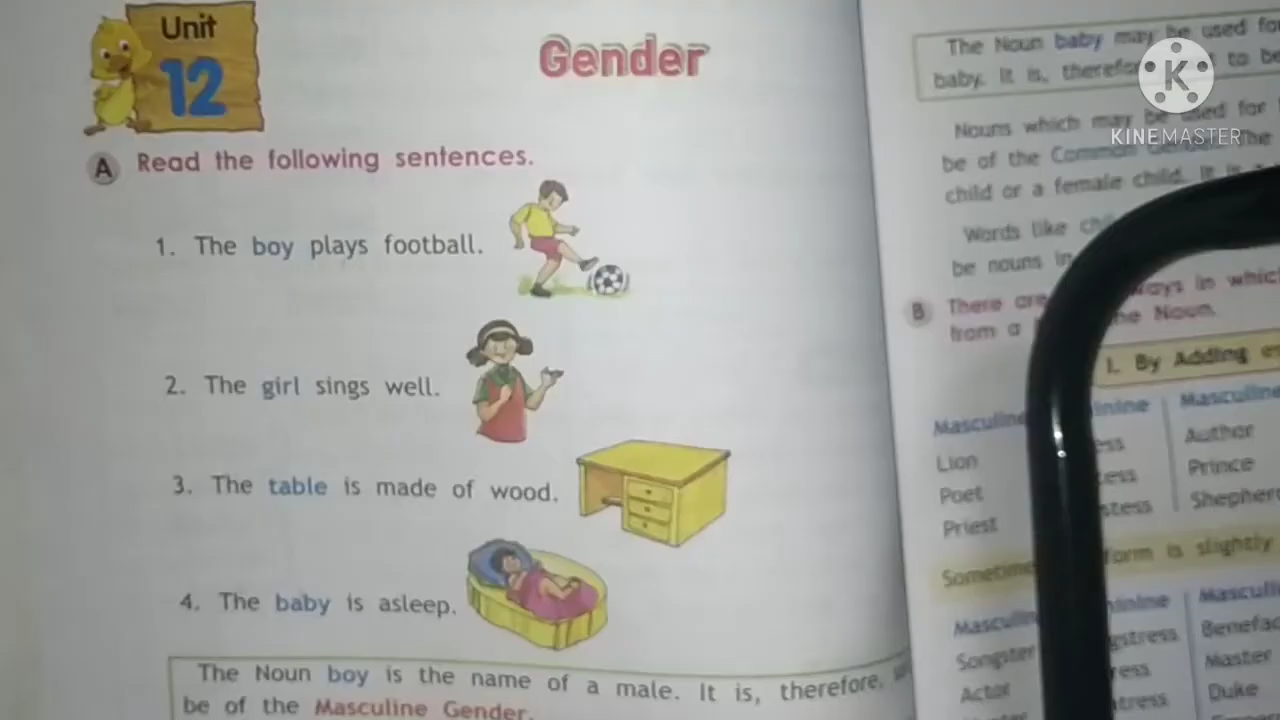 Unit
12
Gender
A Read the following sentences.
1. The boy plays football.
2. The girl sings well.
3. The table is made of wood.
4. The baby is asleep.
The Noun boy is the name of a male. It is, therefore,
be of the Masculine Gender.
The Noun baby may be used
baby. It is, to be
KINEMASTER
Nouns which may be used for
be of the Common The
child or a female child. It is
Words like
be nouns in
B There are ways in which
from a Noun.
1. By Adding
Masculine Masculine
Lion Author
Poet Prince
Priest
form is slightly
Songster
Actor Master
Duke